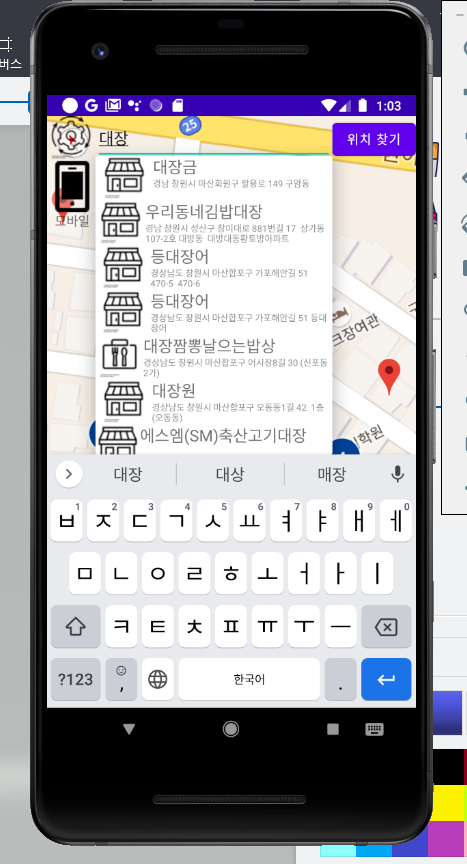 버스
1:03
대장
위치 찾기
25
모바일
대장금
경남 창원시 마산회원구 팔용로 149 구암동
우리동네김밥대장
경남 창원시 성산구 창이대로 881번길 17 상가동
107-2호 대방동 대방대동황토방아파트
등대장어
경상남도 창원시 마산합포구 가포해안길 51
470-5 470-6
등대장어
경상남도 창원시 마산합포구 가포해안길 51 등대
장어
대장짬뽕날으는밥상
경상남도 창원시 마산합포구 어시장8길 30 (신포동
2가)
대장원
경상남도 창원시 마산합포구 오동동1길 42 1층
(오동동)
에스엠(SM)축산고기대장
크장여관
학원
대장 대상 매장
1 2 3 4 5 6 7 8 9 0
ㅂ ㅈ ㄷ ㄱ ㅅ ㅛ ㅕ ㅑ ㅐ ㅔ
ㅁ ㄴ ㅇ ㄹ ㅎ ㅗ ㅓ ㅏ ㅣ
ㅋ ㅌ ㅊ ㅍ ㅠ ㅜ ㅡ
?123 , 한국어 .